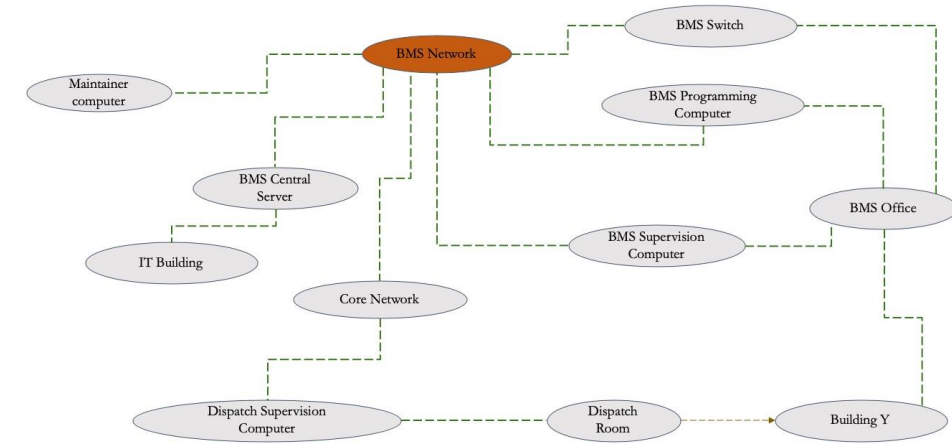 BMS Switch
BMS Network
Maintainer
computer
BMS Programming
Computer
BMS Central
Server
BMS Office
BMS Supervision
Computer
IT Building
Core Network
Dispatch Supervision
Computer
Dispatch
Room
Building Y